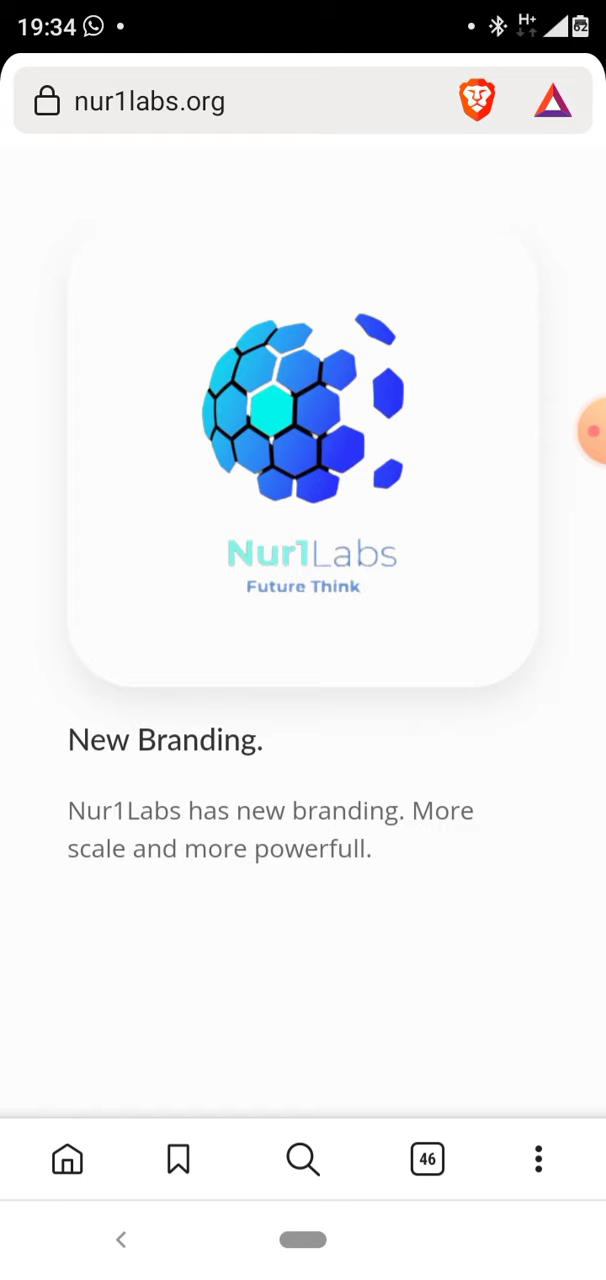 19:34
H+
62
nur1labs.org
Nur1Labs
Future Think
New Branding.
Nur1Labs has new branding. More
scale and more powerfull.
46